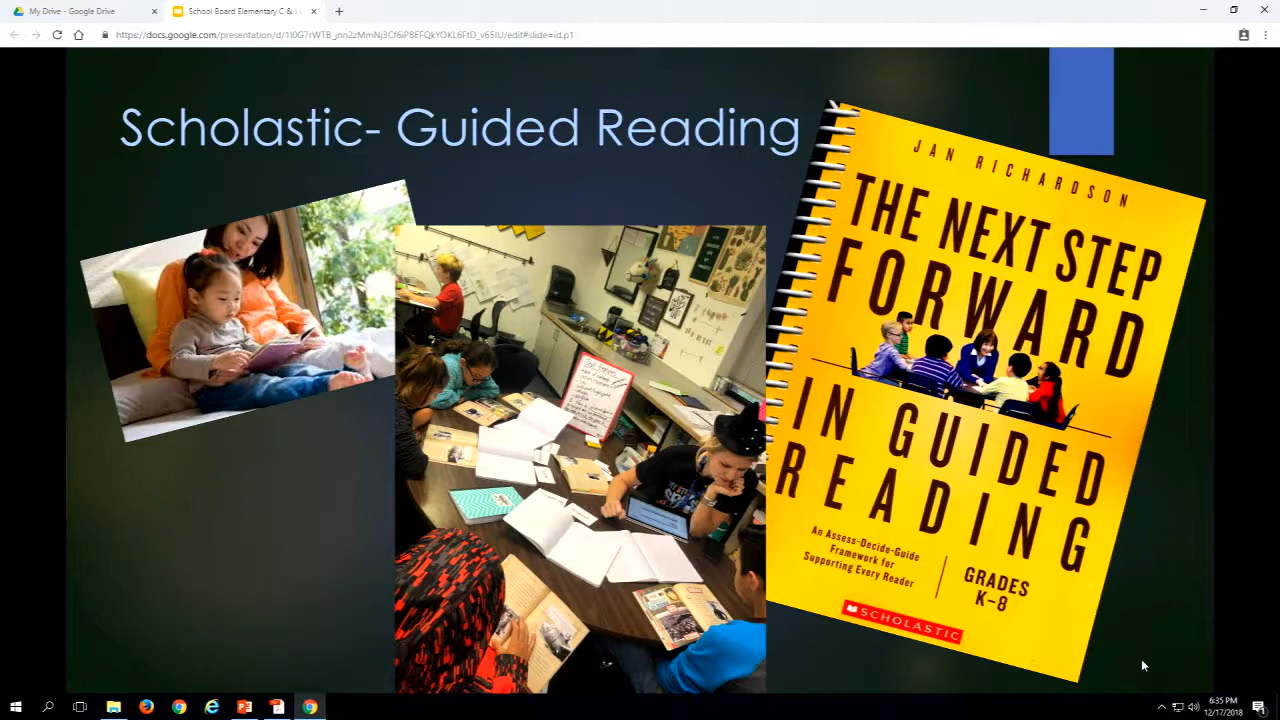 My Drive - Google Drive
School Board Elementary C & I
Scholastic- Guided Reading
JAN RICHARDSON
THE NEXT STEP
FORWARD
IN GUIDED
READING
An Assess-Decide-Guide
Framework for
Supporting Every Reader
GRADES
K–8
SCHOLASTIC
6:35 PM
12/17/2018